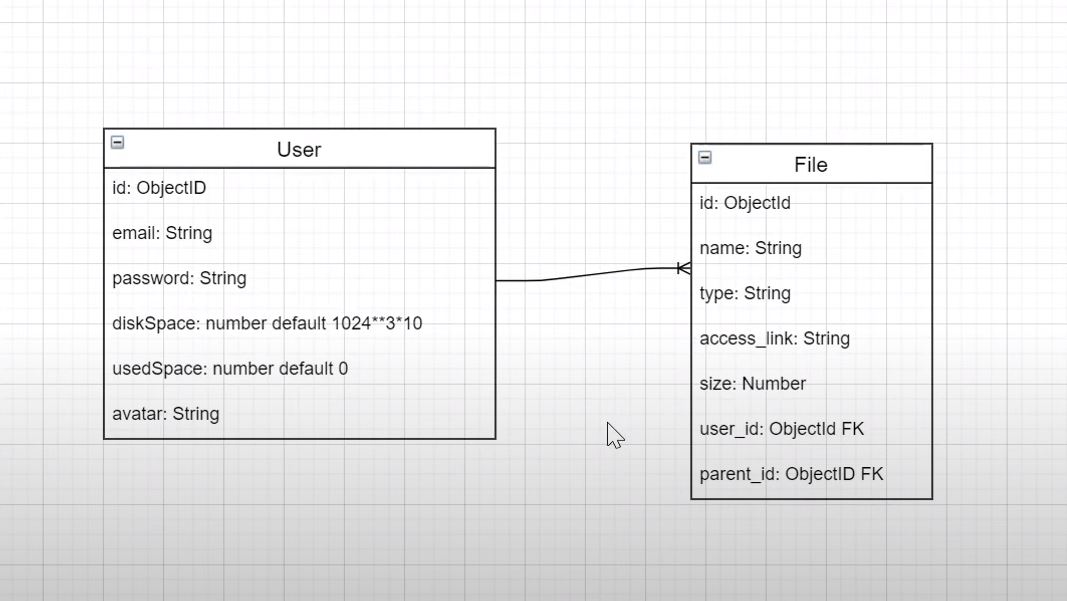 User
id: ObjectID
email: String
password: String
diskSpace: number default 1024**3*10
usedSpace: number default 0
avatar: String
File
id: ObjectId
name: String
type: String
access_link: String
size: Number
user_id: ObjectId FK
parent_id: ObjectID FK